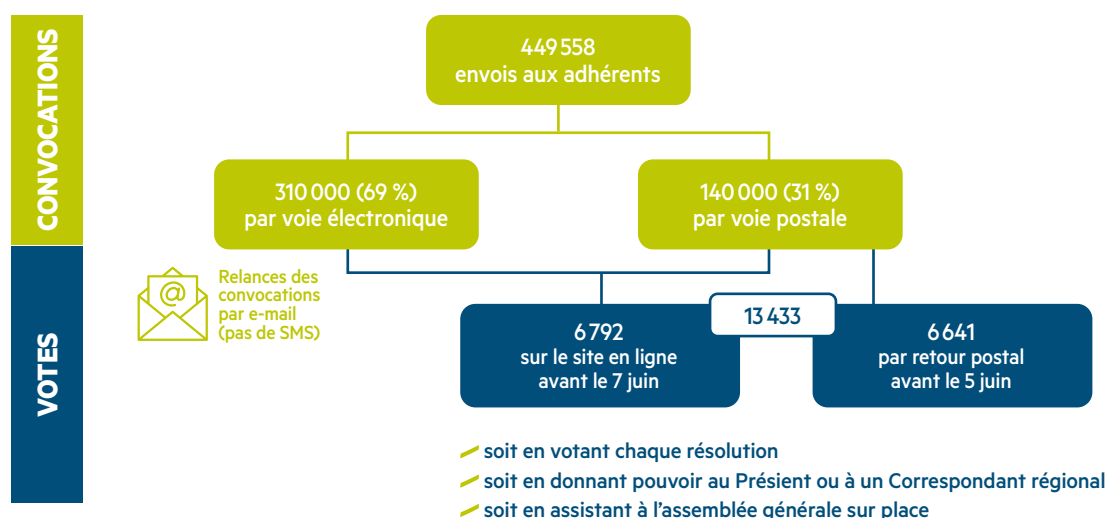 CONVOCATIONS
449 558
envois aux adhérents
310 000 (69 %)
par voie électronique
140 000 (31 %)
par voie postale
VOTES
@
Relances des
convocations
par e-mail
(pas de SMS)
13 433
6 792
sur le site en ligne
avant le 7 juin
6 641
par retour postal
avant le 5 juin
soit en votant chaque résolution
soit en donnant pouvoir au Présient ou à un Correspondant régional
soit en assistant à l'assemblée générale sur place